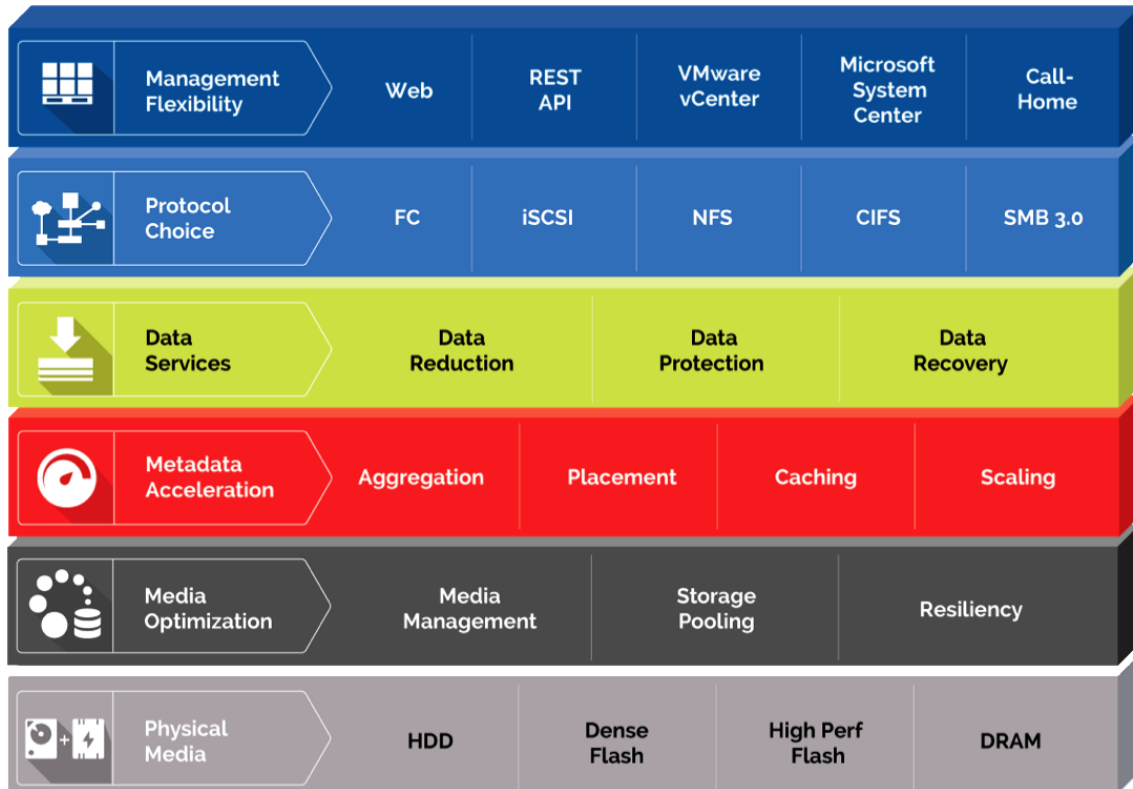 Management
Flexibility
Web
REST
API
VMware
vCenter
Microsoft
System
Center
Call-
Home
Protocol
Choice
FC
iSCSI
NFS
CIFS
SMB 3.0
Data
Services
Data
Reduction
Data
Protection
Data
Recovery
Metadata
Acceleration
Aggregation
Placement
Caching
Scaling
Media
Optimization
Media
Management
Storage
Pooling
Resiliency
Physical
Media
HDD
Dense
Flash
High Perf
Flash
DRAM